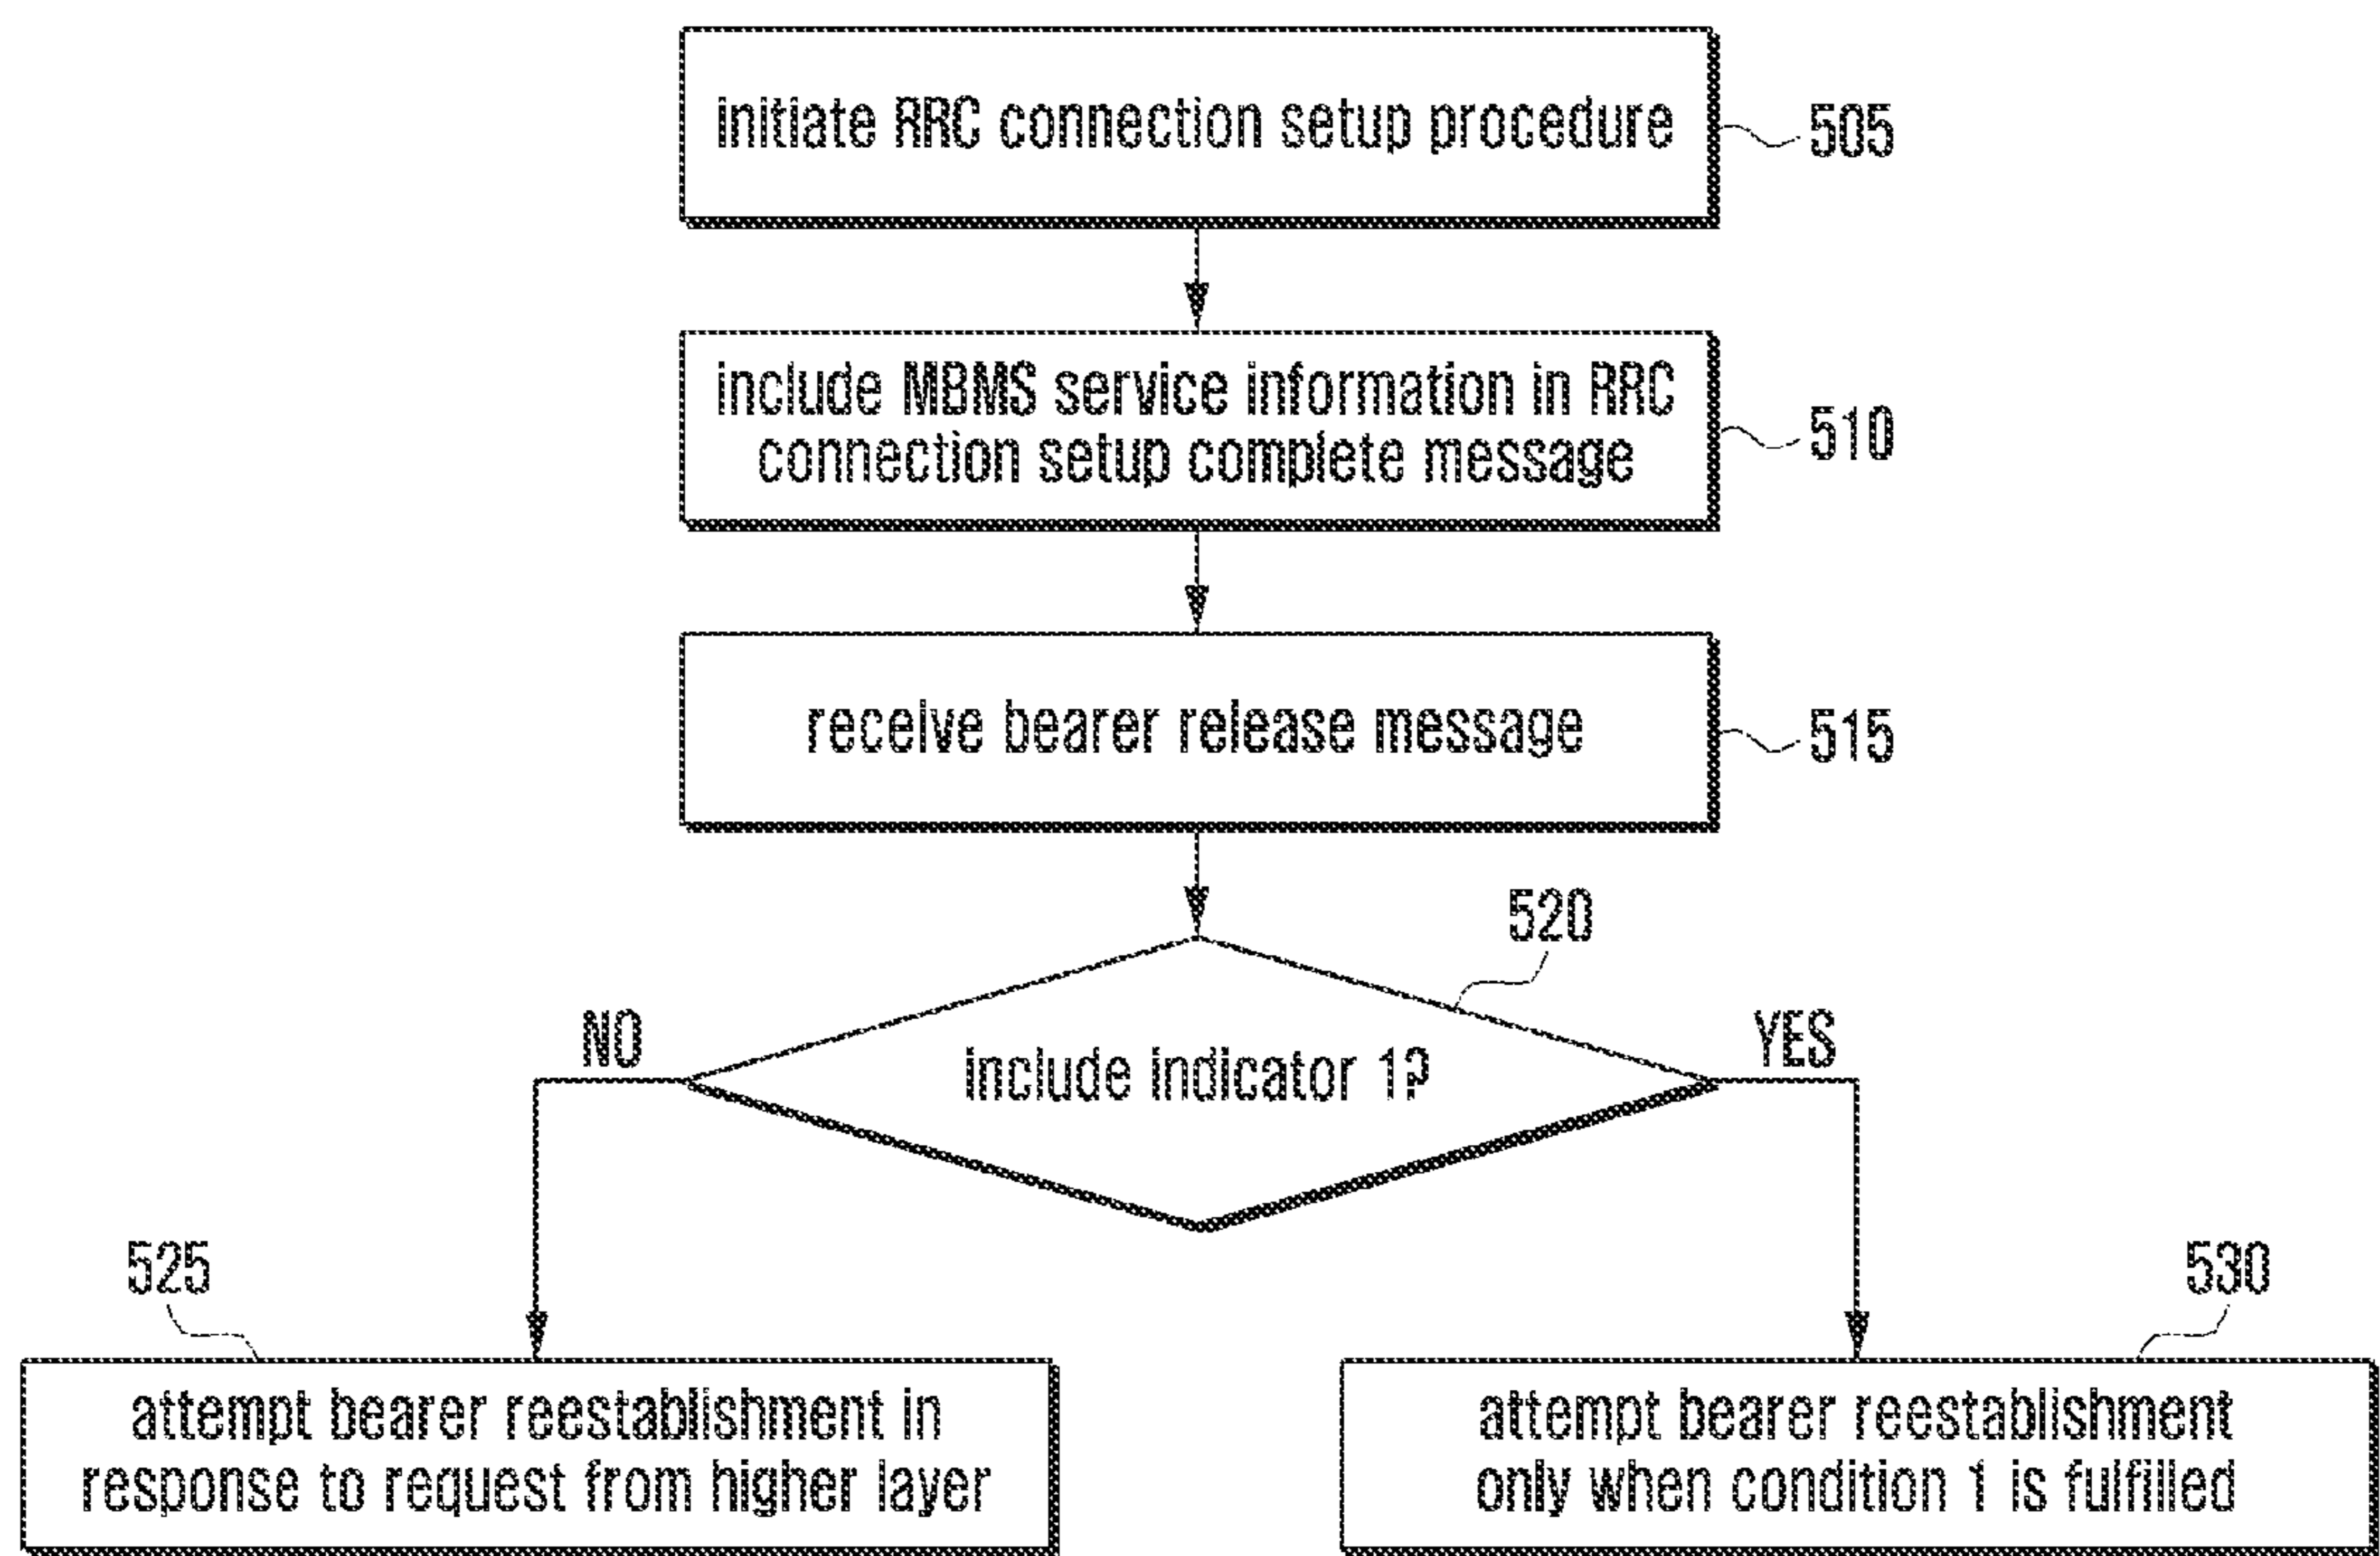 initiate RRC connection setup procedure
505
include MBMS service information in RRC
connection setup complete message
510
receive bearer release message
515
520
NO
include indicator 1?
YES
525
530
attempt bearer reestablishment in
response to request from higher layer
attempt bearer reestablishment
only when condition 1 is fulfilled